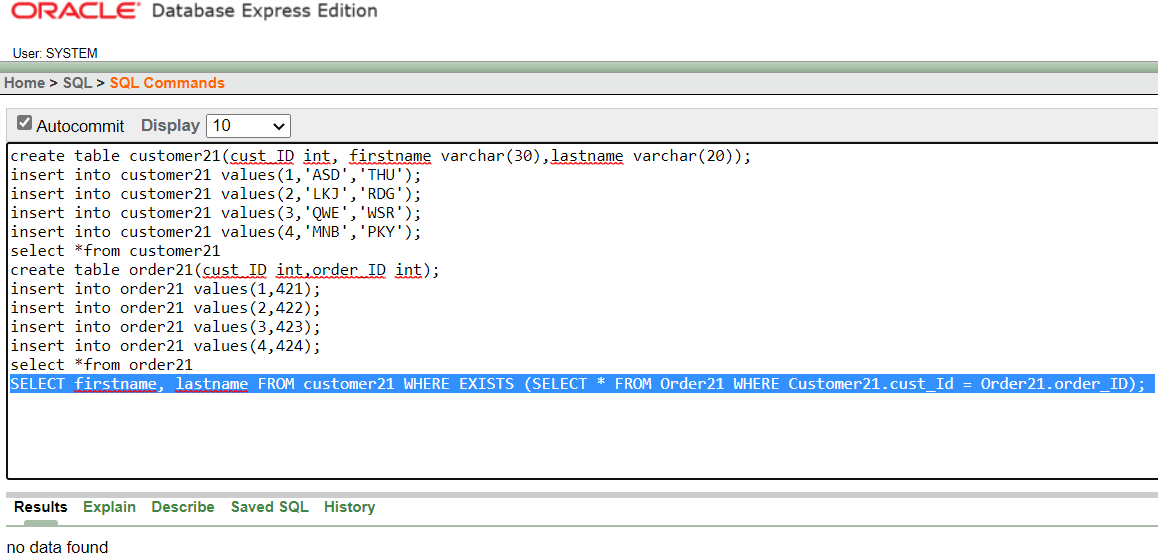 ORACLE® Database Express Edition
User: SYSTEM
Home > SQL > SQL Commands
Autocommit Display 10
create table customer21(cust_ID int, firstname varchar(30),lastname varchar(20));
insert into customer21 values(1,'ASD','THU');
insert into customer21 values(2,'LKJ','RDG');
insert into customer21 values(3,'QWE','WSR');
insert into customer21 values(4,'MNB','PKY');
select *from customer21
create table order21(cust_ID int,order_ID int);
insert into order21 values(1,421);
insert into order21 values(2,422);
insert into order21 values(3,423);
insert into order21 values(4,424);
select *from order21
SELECT firstname, lastname FROM customer21 WHERE EXISTS (SELECT * FROM Order21 WHERE Customer21.cust_Id = Order21.order_ID);
Results Explain Describe Saved SQL History
no data found